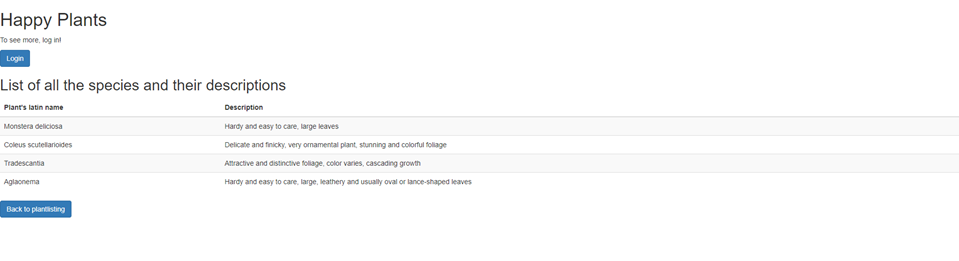 Happy Plants
To see more, log in!
Login
List of all the species and their descriptions
Plant's latin name Description
Monstera deliciosa Hardy and easy to care, large leaves
Coleus scutellarioides Delicate and finicky, very ornamental plant, stunning and colorful foliage
Tradescantia Attractive and distinctive foliage, color varies, cascading growth
Aglaonema Hardy and easy to care, large, leathery and usually oval or lance-shaped leaves
Back to plantlisting